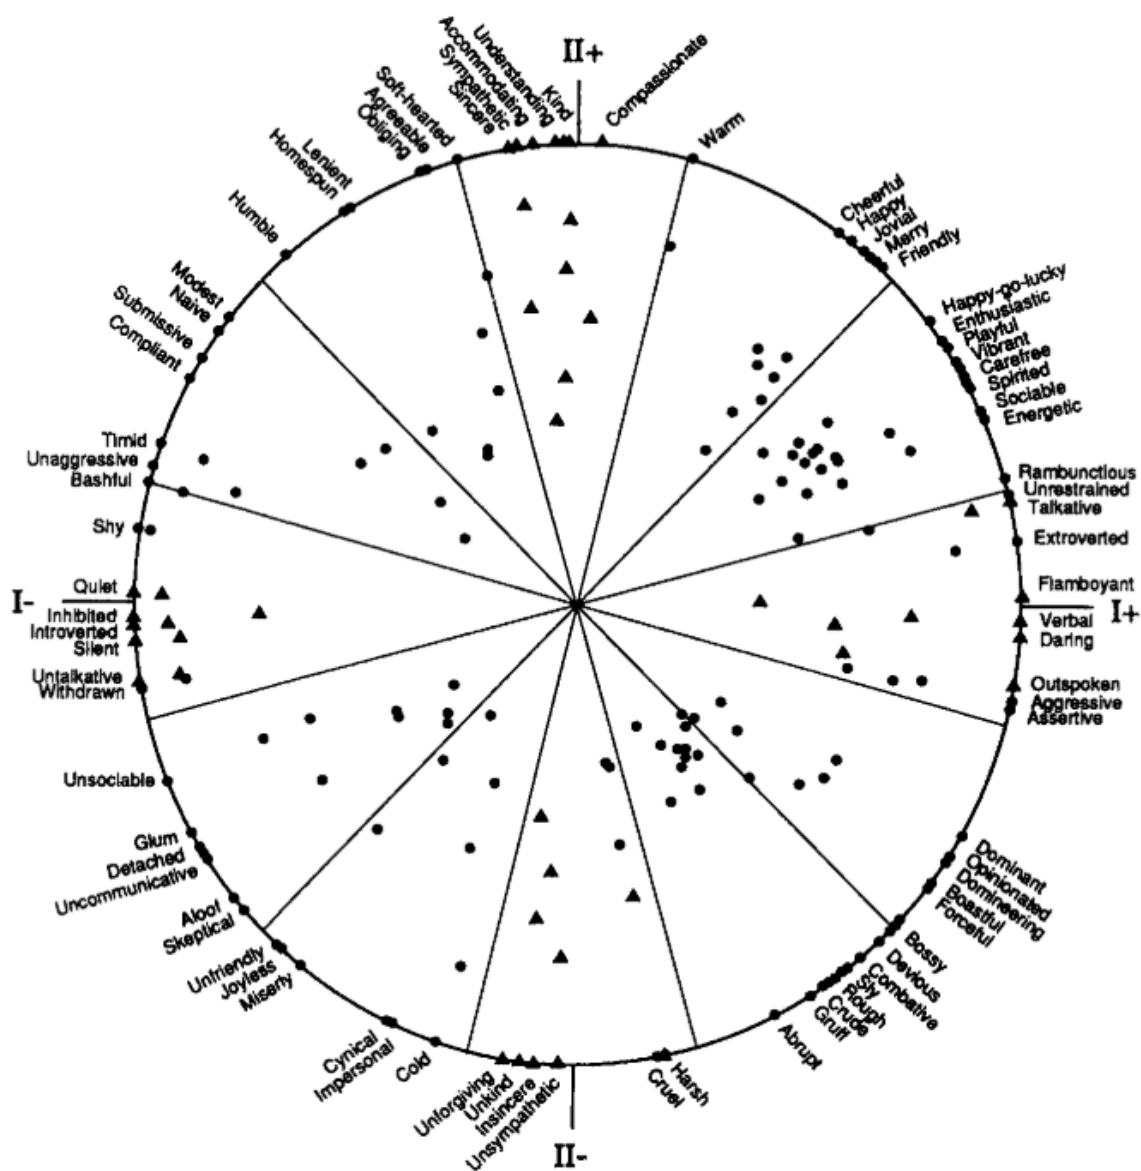 II+
Compassionate
Warm
Cheerful
Happy
Jovial
Merry
Friendly
Happy-go-lucky
Enthusiastic
Playful
Vibrant
Carefree
Spirited
Sociable
Energetic
Rambunctious
Unrestrained
Talkative
Extroverted
Flamboyant
I+
Verbal
Daring
Outspoken
Aggressive
Assertive
Dominant
Opinionated
Domineering
Boastful
Forceful
Bossy
Devious
Combative
Sly
Rough
Crude
Gruff
Abrupt
Harsh
Cruel
II-
Unsympathetic
Insincere
Unkind
Unforgiving
Cold
Impersonal
Cynical
Miserly
Joyless
Unfriendly
Skeptical
Aloof
Uncommunicative
Detached
Glum
Unsociable
Withdrawn
Untalkative
Silent
Introverted
Inhibited
I-
Quiet
Shy
Bashful
Unaggressive
Timid
Compliant
Submissive
Naive
Modest
Humble
Homespun
Lenient
Obliging
Agreeable
Soft-hearted
Sincere
Sympathetic
Accommodating
Understanding
Kind